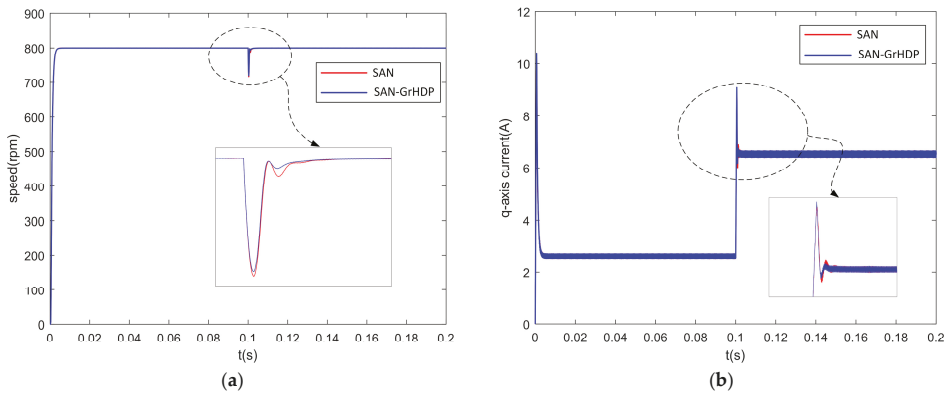 speed(rpm)
900
800
700
600
500
400
300
200
100
0
SAN
SAN-GrHDP
0 0.02 0.04 0.06 0.08 0.1 0.12 0.14 0.16 0.18 0.2
t(s)
(a)
q-axis current(A)
12
10
8
6
4
2
0
SAN
SAN-GrHDP
0 0.02 0.04 0.06 0.08 0.1 0.12 0.14 0.16 0.18 0.2
t(s)
(b)